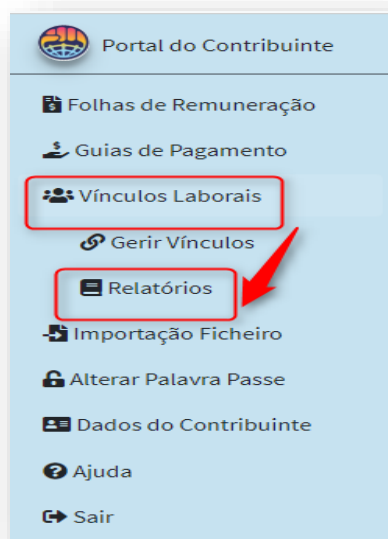 Portal do Contribuinte
Folhas de Remuneração
Guias de Pagamento
Vínculos Laborais
Gerir Vínculos
Relatórios
Importação Ficheiro
Alterar Palavra Passe
Dados do Contribuinte
Ajuda
Sair